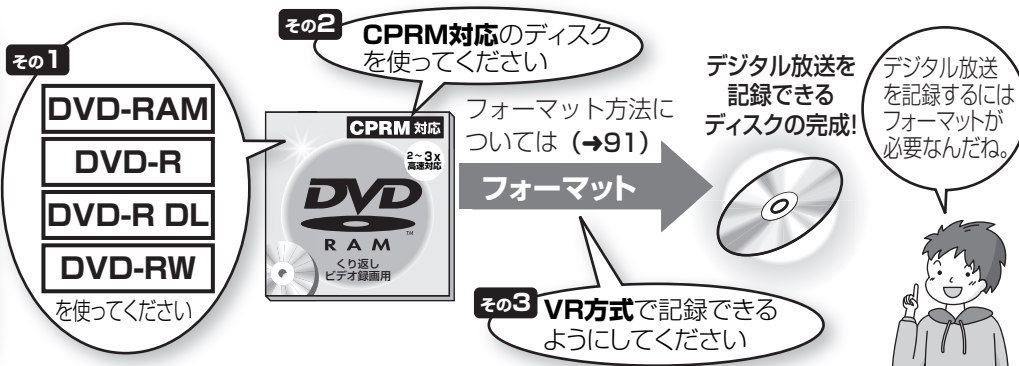 その1
DVD-RAM
DVD-R
DVD-R DL
DVD-RW
を使ってください
その2
CPRM対応のディスク
を使ってください
CPRM 対応
2~3x
高速対応
DVD
RAM
TM
くり返し
ビデオ録画用
フォーマット方法に
ついては（➔91）
フォーマット
その3 VR方式で記録できる
ようにしてください
デジタル放送を
記録できる
ディスクの完成!
デジタル放送
を記録するには
フォーマットが
必要なんだね。